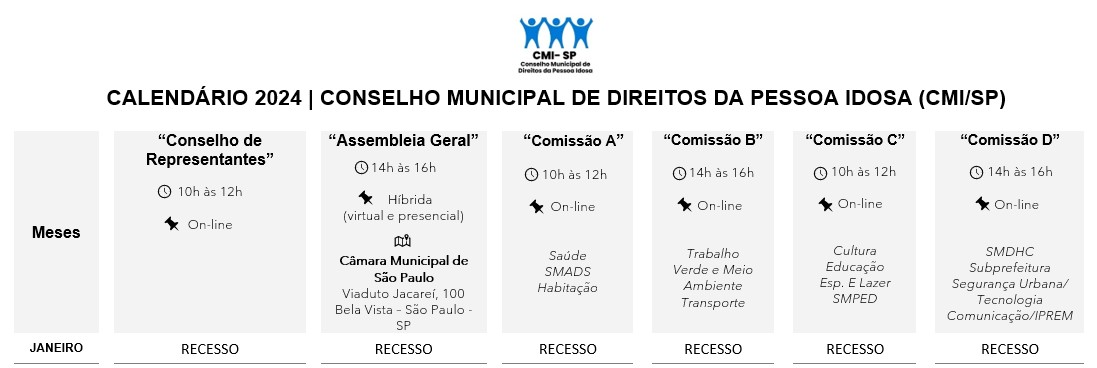 CMI- SP
Conselho Municipal de
Direitos da Pessoa Idosa
CALENDÁRIO 2024 | CONSELHO MUNICIPAL DE DIREITOS DA PESSOA IDOSA (CMI/SP)
Meses
“Conselho de
Representantes”
10h às 12h
On-line
“Assembleia Geral”
14h às 16h
Híbrida
(virtual e presencial)
Câmara Municipal de
São Paulo
Viaduto Jacareí, 100
Bela Vista – São Paulo -
SP
“Comissão A”
10h às 12h
On-line
Saúde
SMADS
Habitação
“Comissão B”
14h às 16h
On-line
Trabalho
Verde e Meio
Ambiente
Transporte
“Comissão C”
10h às 12h
On-line
Cultura
Educação
Esp. E Lazer
SMPED
“Comissão D”
14h às 16h
On-line
SMDHC
Subprefeitura
Segurança Urbana/
Tecnologia
Comunicação/IPREM
JANEIRO
RECESSO
RECESSO
RECESSO
RECESSO
RECESSO
RECESSO